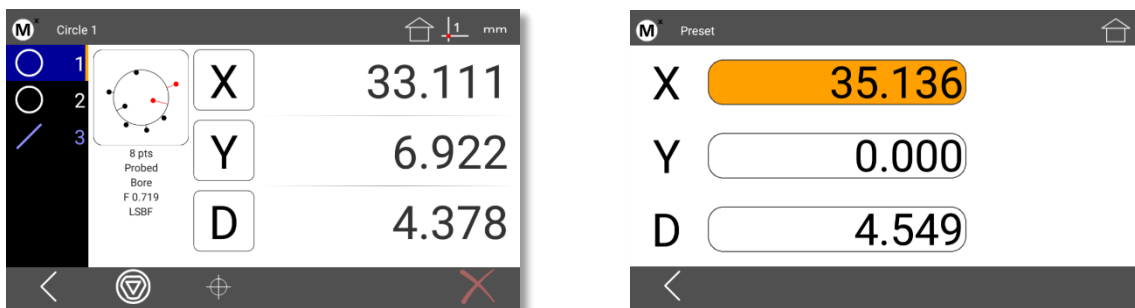 M x Circle 1 1 mm
1
2
3
8 pts
Probed
Bore
F 0.719
LSBF
X 33.111
Y 6.922
D 4.378
M x Preset
X 35.136
Y 0.000
D 4.549